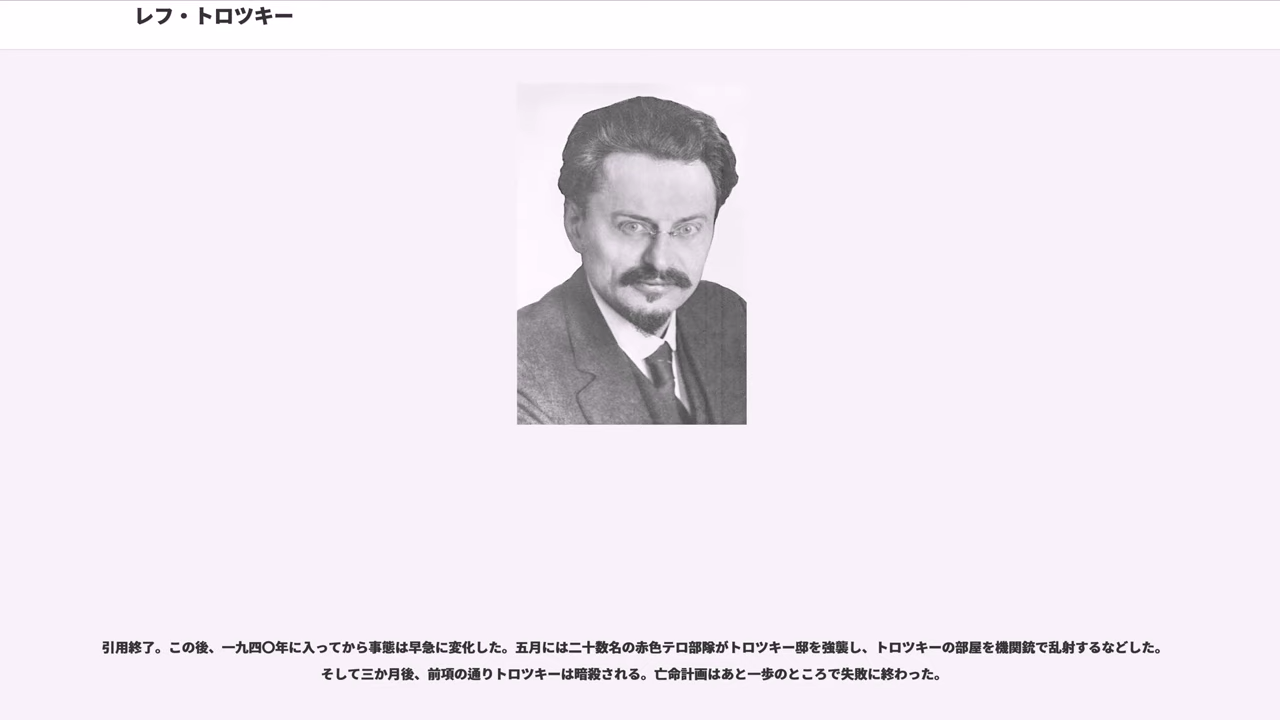 レフ・トロツキー
引用終了。この後、一九四〇年に入ってから事態は早急に変化した。五月には二十数名の赤色テロ部隊がトロツキー邸を強襲し、トロツキーの部屋を機関銃で乱射するなどした。
そして三か月後、前項の通りトロツキーは暗殺される。亡命計画はあと一歩のところで失敗に終わった。